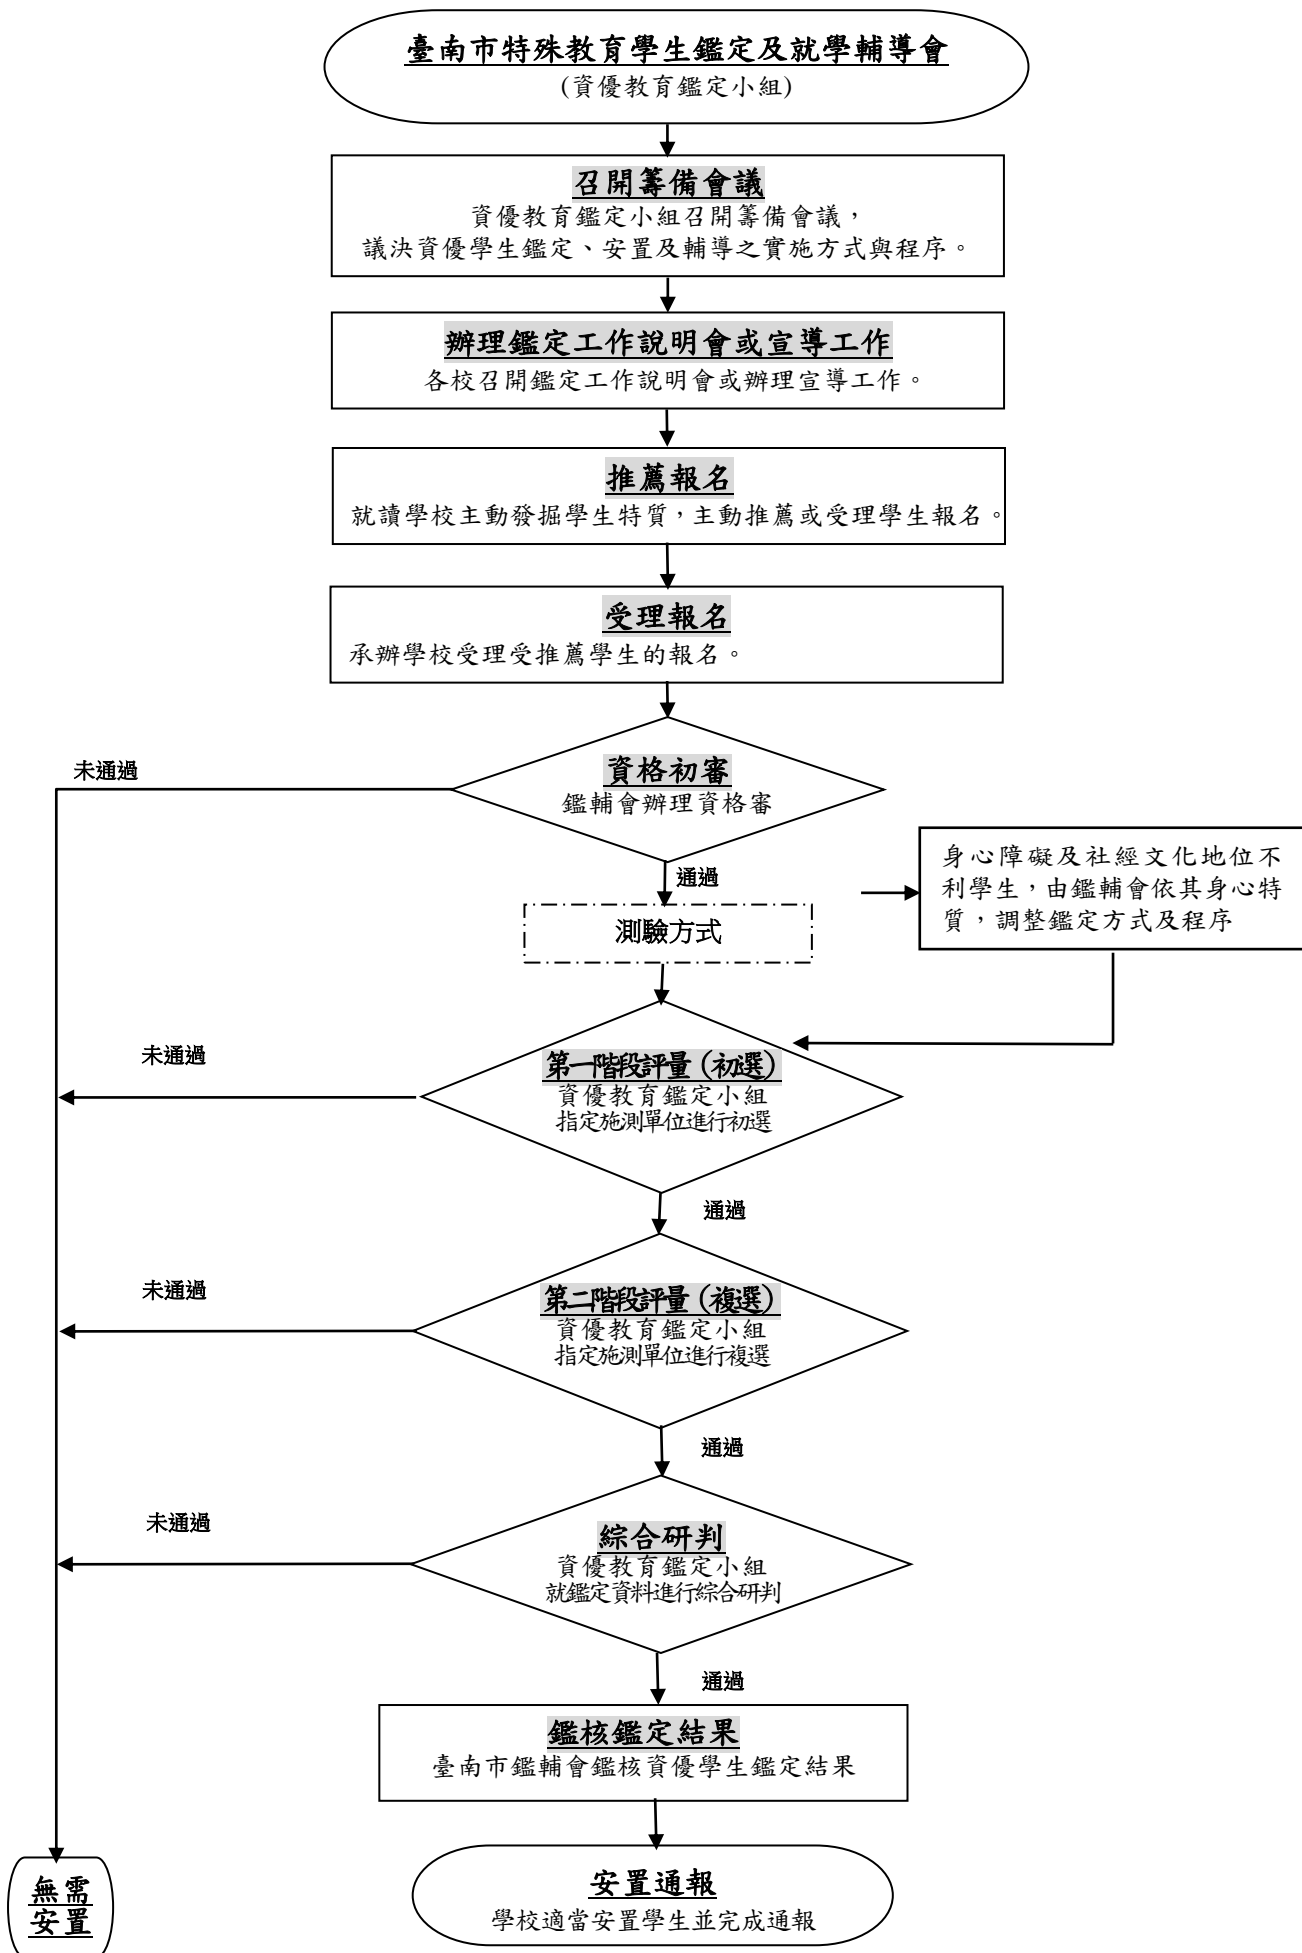 臺南市特殊教育學生鑑定及就學輔導會
(資優教育鑑定小組)
召開籌備會議
資優教育鑑定小組召開籌備會議，
議決資優學生鑑定、安置及輔導之實施方式與程序。
辦理鑑定工作說明會或宣導工作
各校召開鑑定工作說明會或辦理宣導工作。
推薦報名
就讀學校主動發掘學生特質，主動推薦或受理學生報名。
受理報名
承辦學校受理受推薦學生的報名。
資格初審
鑑輔會辦理資格審
未通過
通過
身心障礙及社經文化地位不
利學生，由鑑輔會依其身心特
質，調整鑑定方式及程序
測驗方式
第一階段評量（初選）
資優教育鑑定小組
指定施測單位進行初選
未通過
通過
第二階段評量（複選）
資優教育鑑定小組
指定施測單位進行複選
未通過
通過
綜合研判
資優教育鑑定小組
就鑑定資料進行綜合研判
未通過
通過
鑑核鑑定結果
臺南市鑑輔會鑑核資優學生鑑定結果
安置通報
學校適當安置學生並完成通報
無需
安置